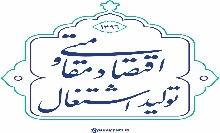 ۱۳۹۶
اقتصاد مقاومتی
تولید اشتغال